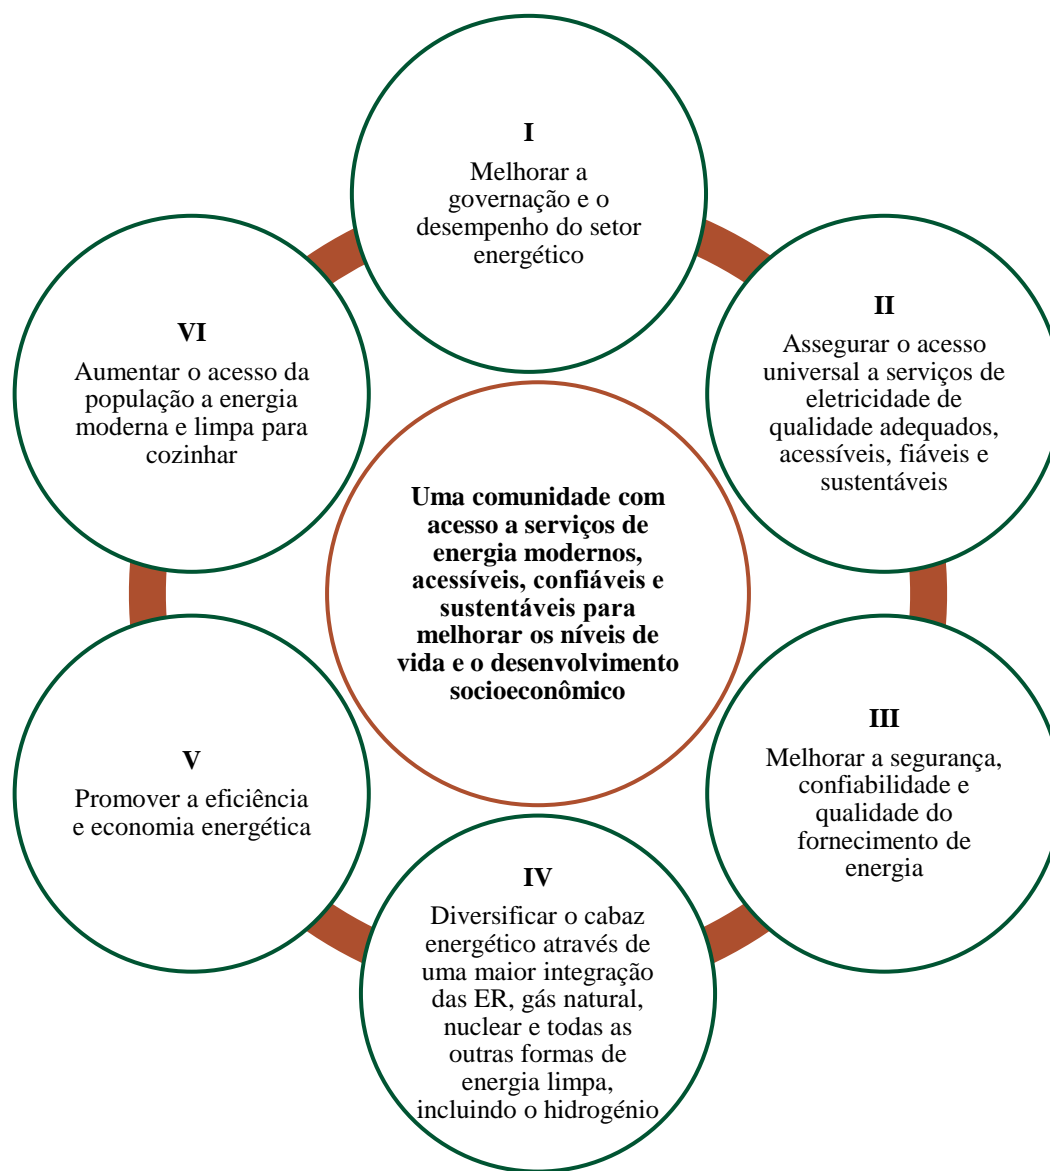 I
Melhorar a
governação e o
desempenho do setor
energético
II
Assegurar o acesso
universal a serviços de
eletricidade de
qualidade adequados,
acessíveis, fiáveis e
sustentáveis
III
Melhorar a segurança,
confiabilidade e
qualidade do
fornecimento de
energia
IV
Diversificar o cabaz
energético através de
uma maior integração
das ER, gás natural,
nuclear e todas as
outras formas de
energia limpa,
incluindo o hidrogénio
V
Promover a eficiência
e economia energética
VI
Aumentar o acesso da
população a energia
moderna e limpa para
cozinhar
Uma comunidade com
acesso a serviços de
energia modernos,
acessíveis, confiáveis e
sustentáveis para
melhorar os níveis de
vida e o desenvolvimento
socioeconômico